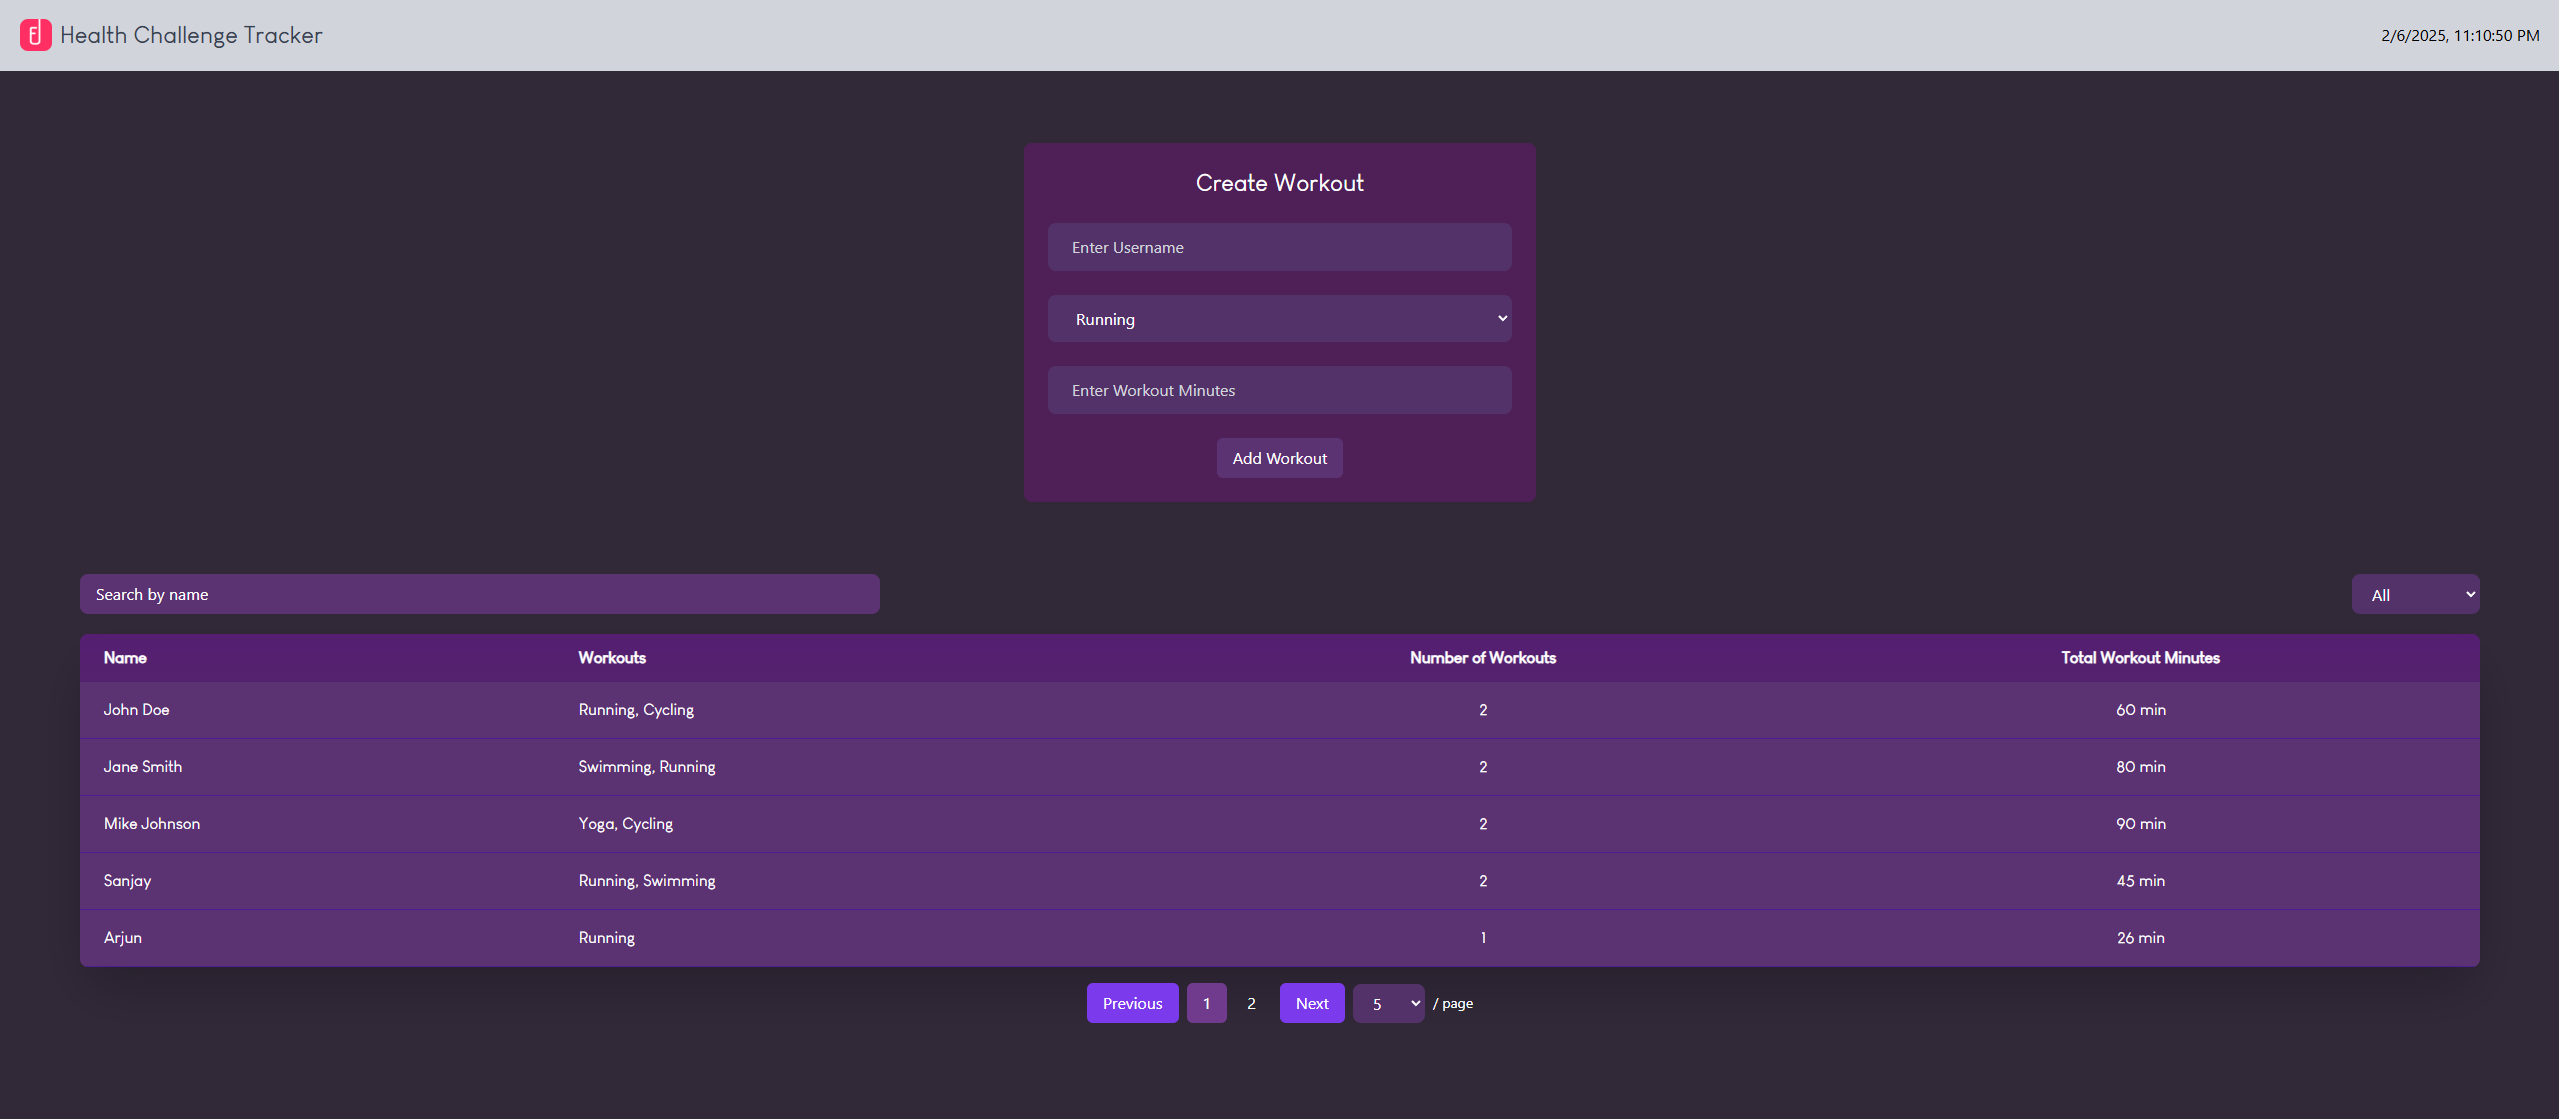 Health Challenge Tracker 2/6/2025, 11:10:50 PM
Create Workout
Enter Username
Running
Enter Workout Minutes
Add Workout
Search by name All
Name Workouts Number of Workouts Total Workout Minutes
John Doe Running, Cycling 2 60 min
Jane Smith Swimming, Running 2 80 min
Mike Johnson Yoga, Cycling 2 90 min
Sanjay Running, Swimming 2 45 min
Arjun Running 1 26 min
Previous 1 2 Next 5 / page